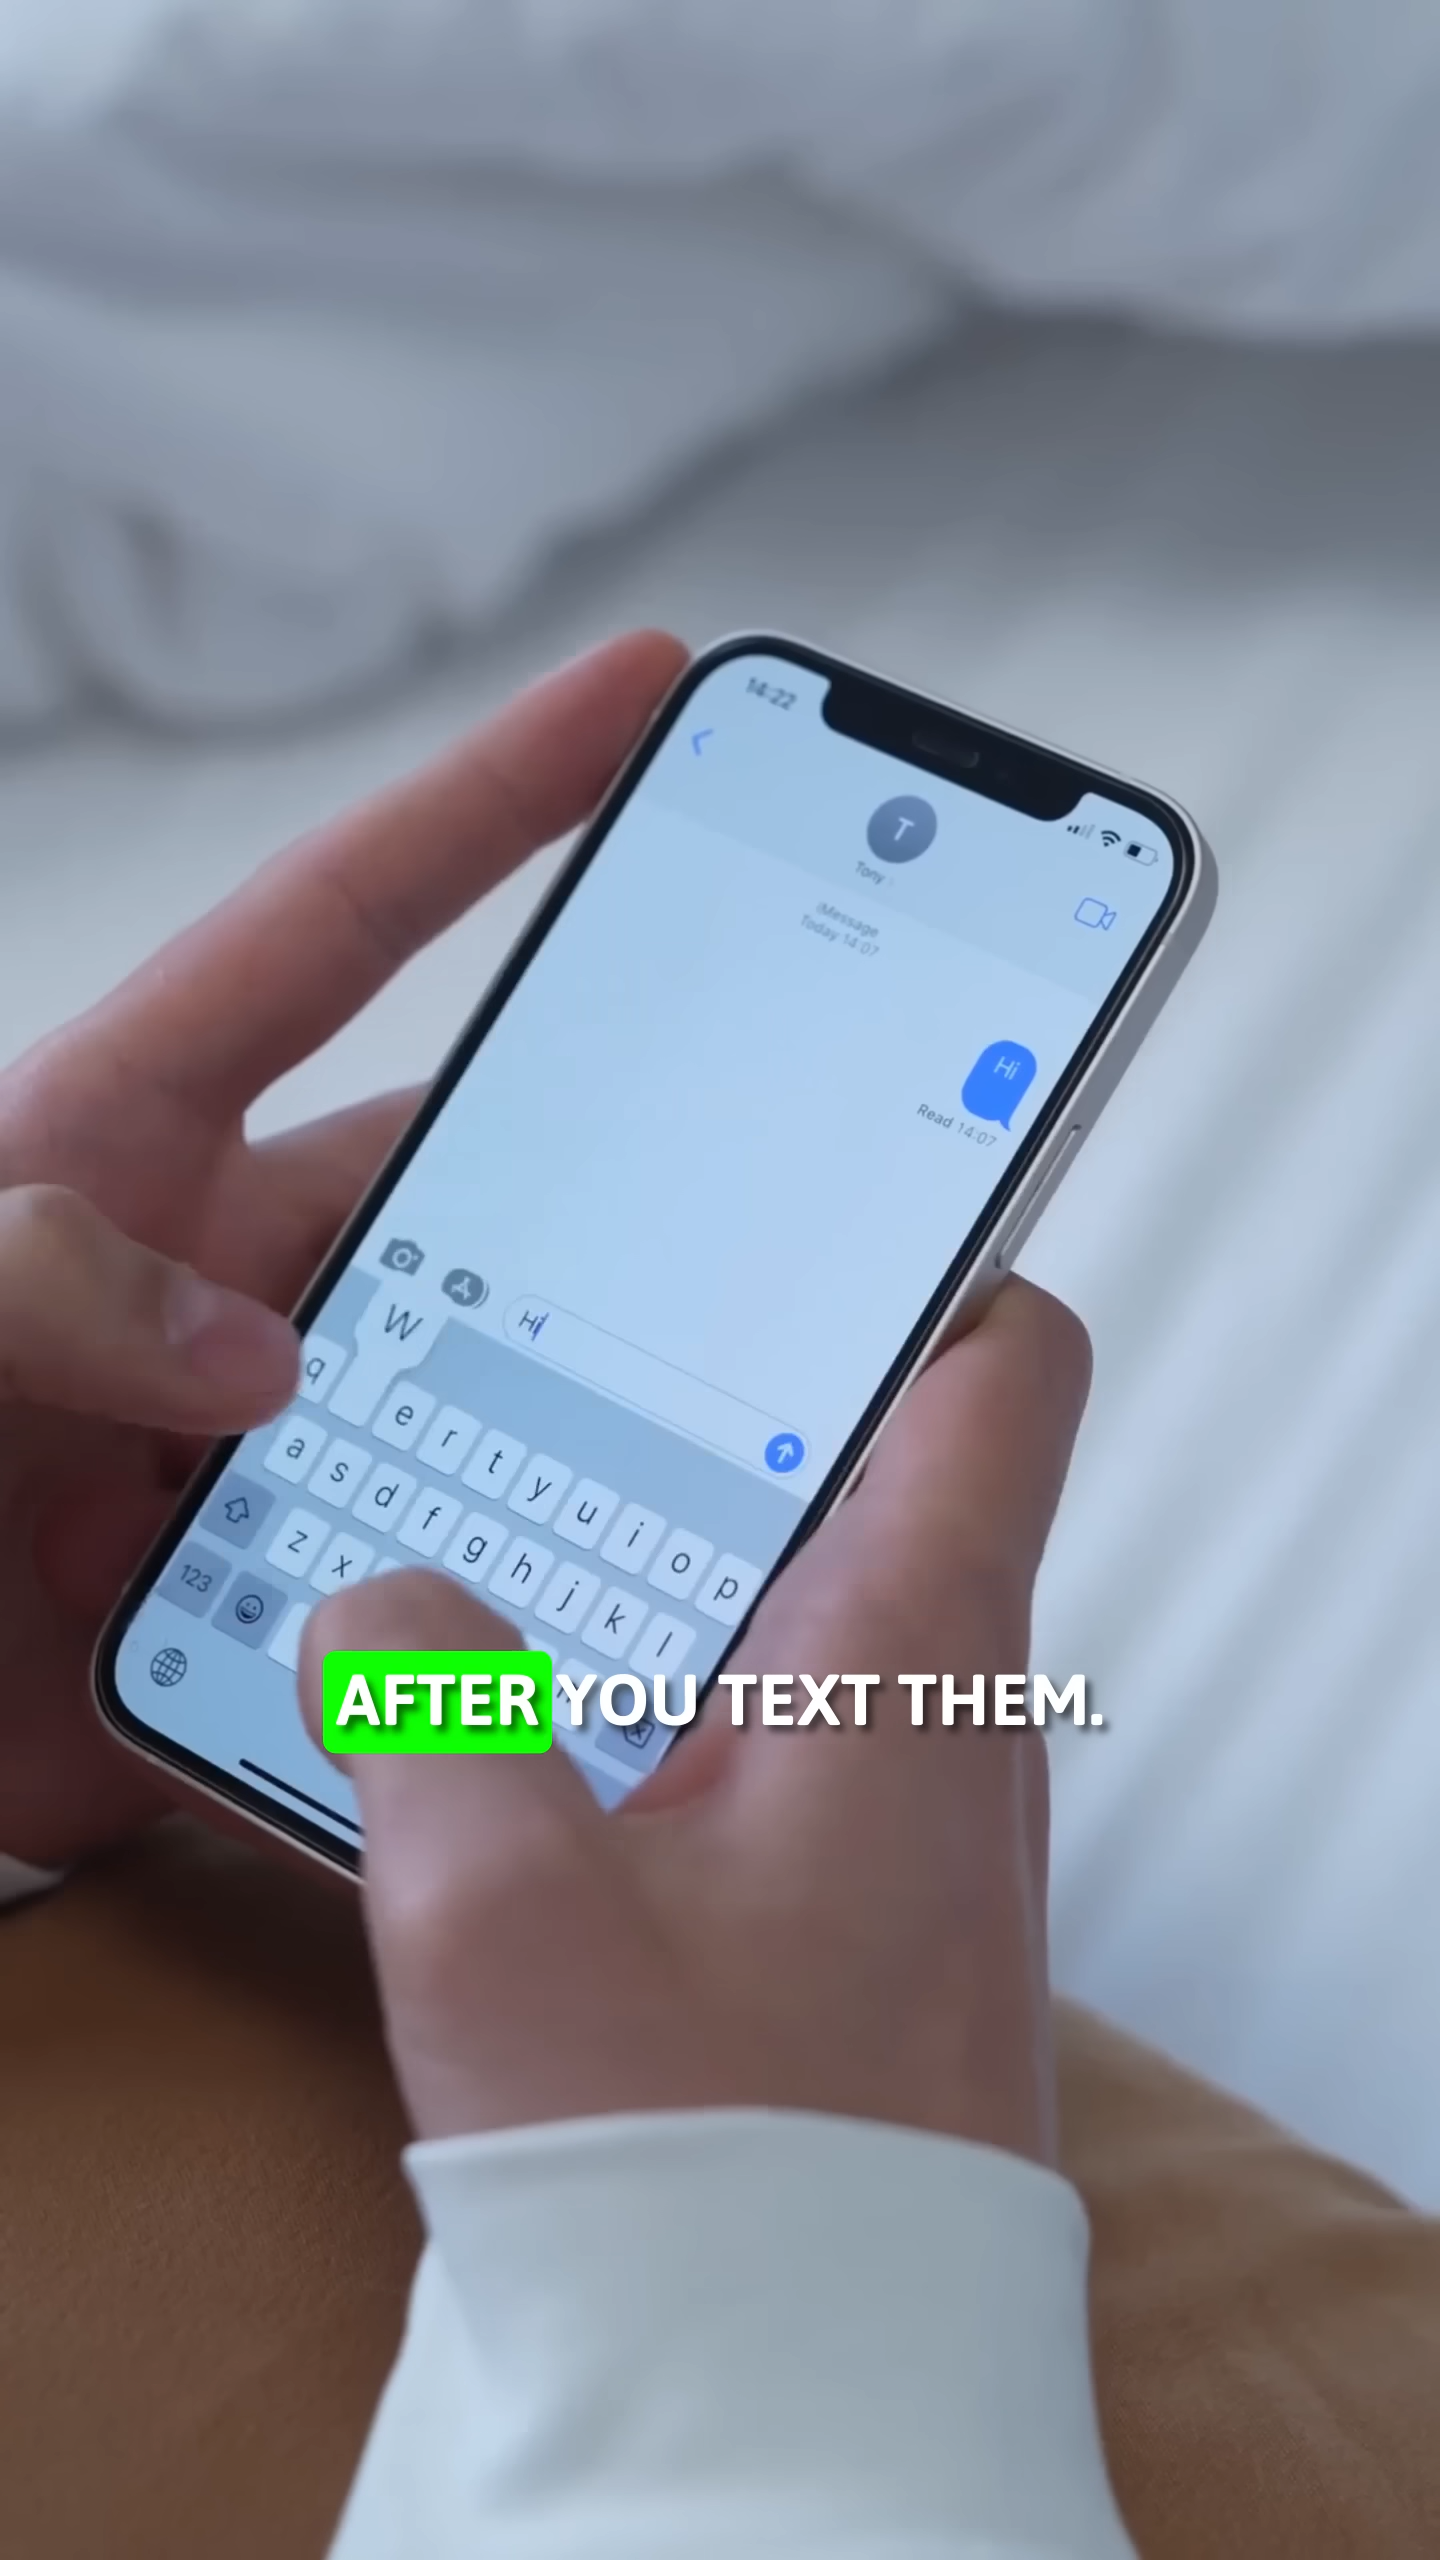 14:22
T
Tony
iMessage
Today 14:07
Hi
Read 14:07
Hi
W
q e r t y u i o p
a s d f g h j k l
z x
123
AFTER YOU TEXT THEM.